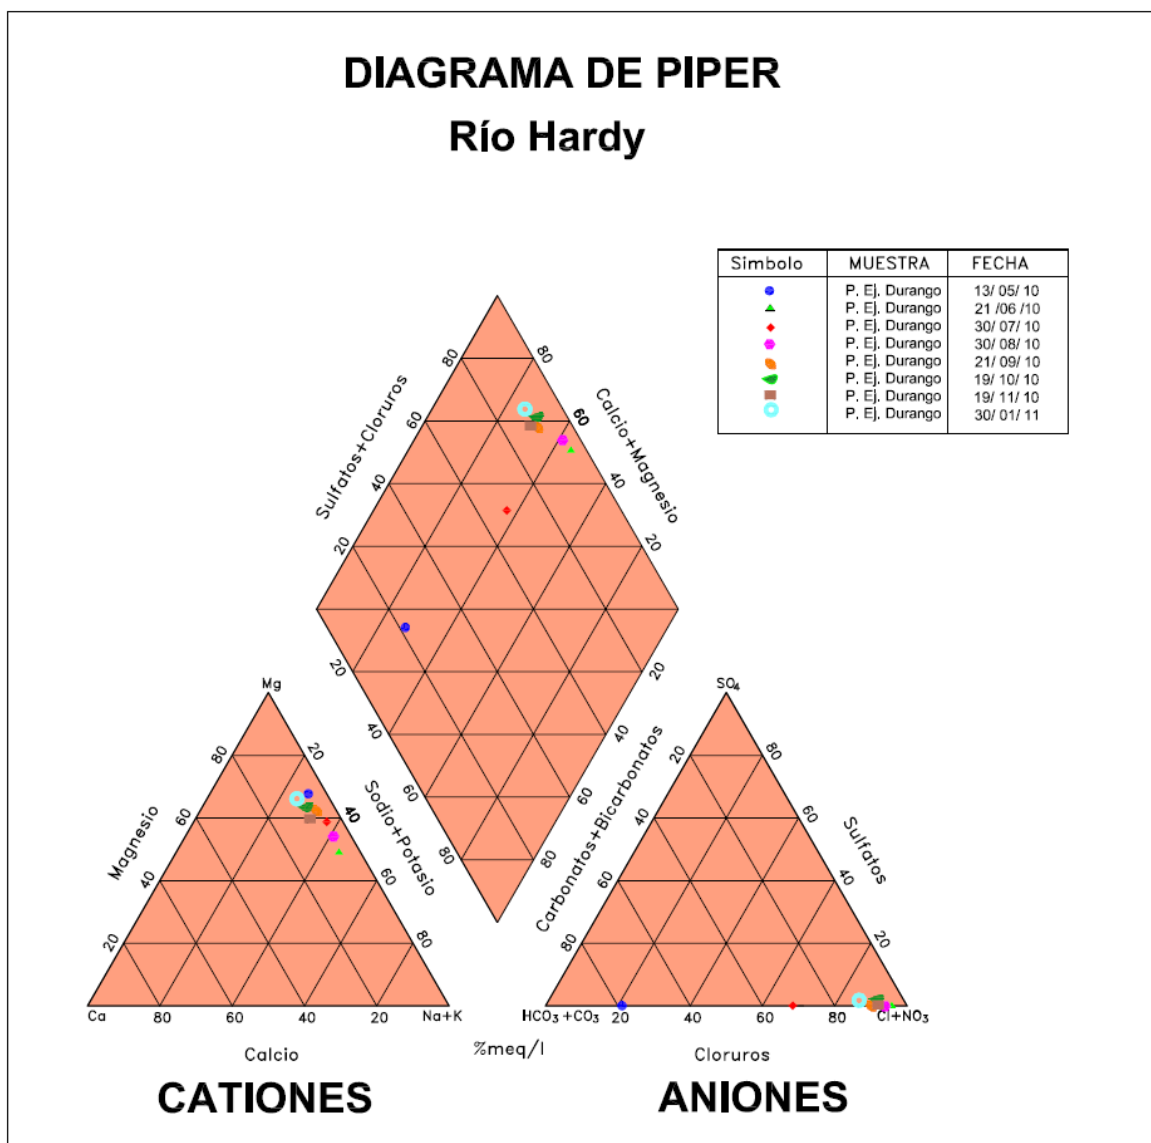 DIAGRAMA DE PIPER
Río Hardy
Símbolo MUESTRA FECHA
P. Ej. Durango 13/ 05/ 10
P. Ej. Durango 21 /06 /10
P. Ej. Durango 30/ 07/ 10
P. Ej. Durango 30/ 08/ 10
P. Ej. Durango 21/ 09/ 10
P. Ej. Durango 19/ 10/ 10
P. Ej. Durango 19/ 11/ 10
P. Ej. Durango 30/ 01/ 11
80 80
60 60
40 40
20 20
Sulfatos+Cloruros
Calcio+Magnesio
20 20
40 40
60 60
80 80
Sodio+Potasio
Carbonatos+Bicarbonatos
Mg
80 20
60 40
40 60
20 80
Magnesio
Ca 80 60 40 20 Na+K
Calcio
%meq/l
SO4
20 80
40 60
60 40
80 20
Sulfatos
HCO3+CO3 20 40 60 80 Cl+NO3
Cloruros
CATIONES
ANIONES